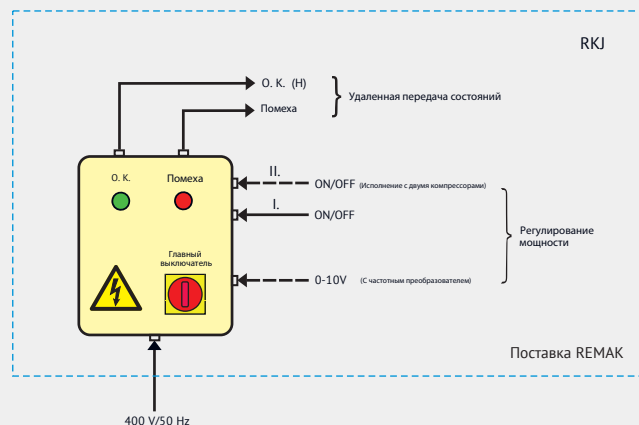 RKJ
О. К. (Н)
Помеха
Удаленная передача состояний
О. К.
Помеха
II.
ON/OFF (Исполнение с двумя компрессорами)
I.
ON/OFF
Регулирование
мощности
Главный
выключатель
0-10V (С частотным преобразователем)
Поставка REMAK
400 V/50 Hz